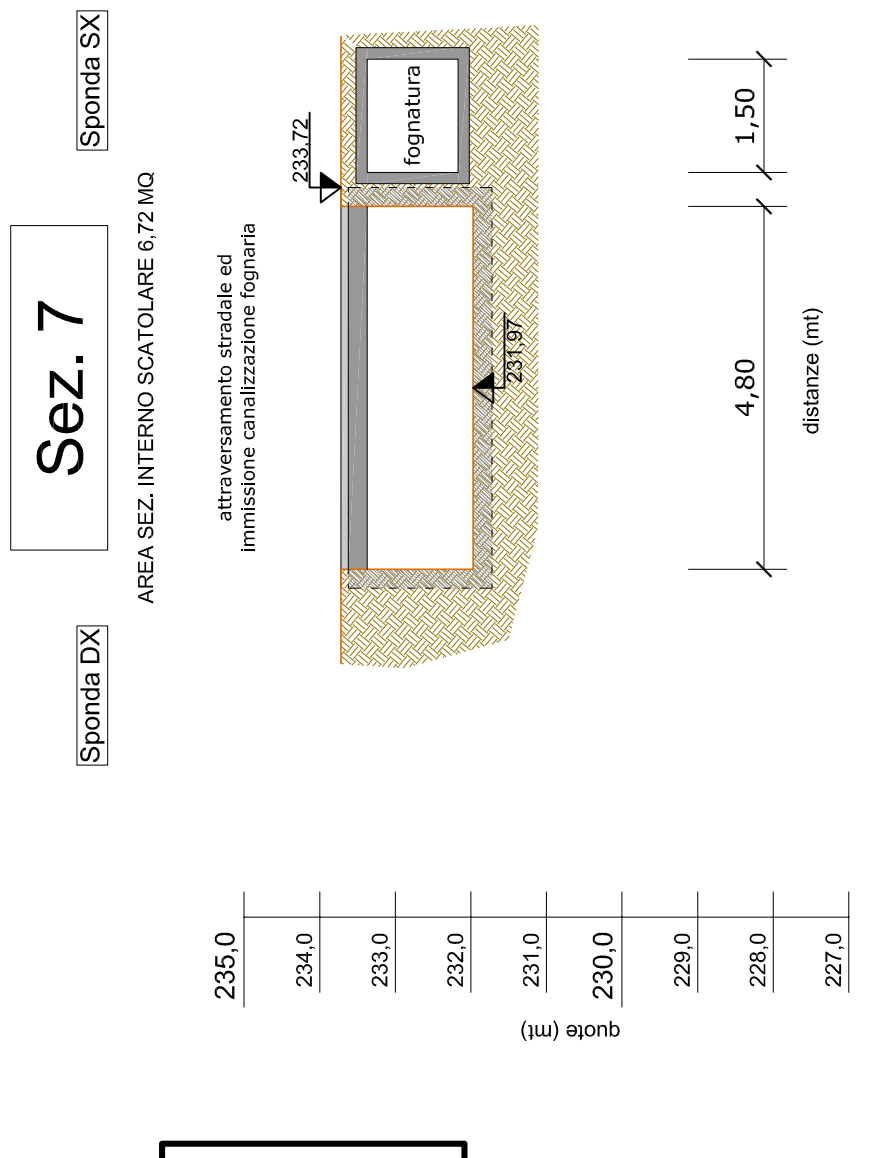 Sponda DX
Sez. 7
Sponda SX
AREA SEZ. INTERNO SCATOLARE 6,72 MQ
attraversamento stradale ed
immissione canalizzazione fognaria
233,72
fognatura
231,97
4,80
1,50
distanze (mt)
235,0
234,0
233,0
232,0
231,0
230,0
229,0
228,0
227,0
quote (mt)